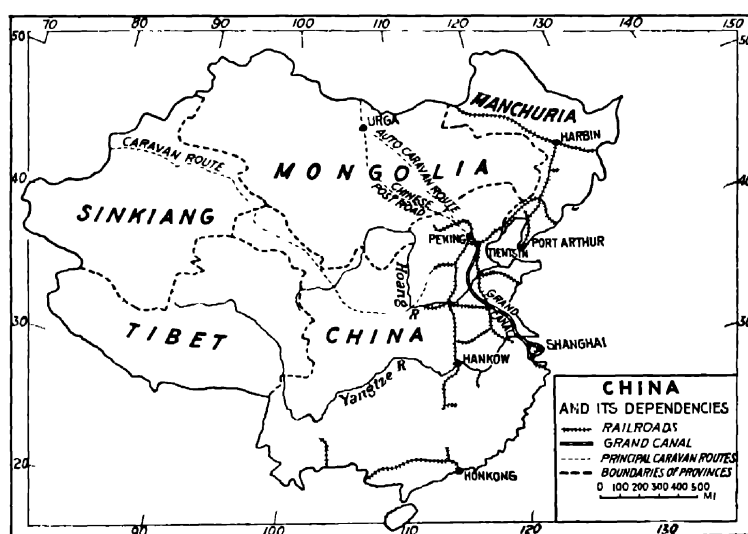 70 80 90 100 110 120 130 140 150
50 50
MANCHURIA
URGA
HARBIN
CARAVAN ROUTE
AUTO CARAVAN ROUTE
MONGOLIA
CHINESE
POST ROAD
40 40
SINKIANG
PEKING
TIENTSIN
PORT ARTHUR
Hoang R
GRAND
CANAL
30 30
TIBET
CHINA
SHANGHAI
HANKOW
Yangtze R
CHINA
AND ITS DEPENDENCIES
RAILROADS
GRAND CANAL
PRINCIPAL CARAVAN ROUTES
BOUNDARIES OF PROVINCES
0 100 200 300 400 500
MI
20
HONKONG
90 100 110 120 130